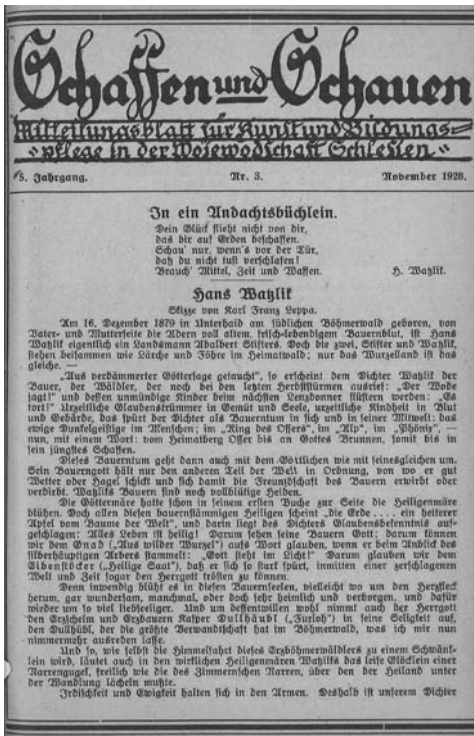 Schaffen und Schauen
Mitteilungsblatt für Kunst und Bildungs-
pflege in der Wojewodschaft Schlesien
5. Jahrgang. Nr. 3. November 1928.
In ein Andachtsbüchlein.
Dein Glück flieht nicht von dir,
das dir auf Erden beschaffen.
Schau' nur, wenn's vor der Tür,
daß du nicht tust verschlafen!
Brauch' Mittel, Zeit und Waffen. H. Watzlik.
Hans Watzlik
Skizze von Karl Franz Leppa.
Am 16. Dezember 1879 in Unterhaid am südlichen Böhmerwald geboren, von
Vater- und Mutterseite die Adern voll altem, frisch-lebendigem Bauernblut, ist Hans
Watzlik eigentlich ein Landsmann Adalbert Stifters. Doch die zwei, Stifter und Watzlik,
stehen beisammen wie Lärche und Föhre im Heimatwald; nur das Wurzelland ist das
gleiche. —
„Aus verdämmerter Göttersage getaucht", so erscheint dem Dichter Watzlik der
Bauer, der Wäldler, der noch bei den letzten Herbststürmen ausrief: „Der Wode
jagt!" und dessen unmündige Kinder beim nächsten Lenzdonner flüstern werden: „Es
tort!" Urzeitliche Glaubensträumer in Gemüt und Seele, urzeitliche Kindheit in Blut
und Gebärde, das spürt der Dichter als Bauerntum in sich und in seiner Mitwelt: das
ewige Dunkelgeistige im Menschen; im „Ring des Ossers", im „Alp", im „Phönix", —
nun, mit einem Wort: vom Heimatberg Osser bis an Gottes Brunnen, somit bis in
sein jüngstes Schaffen.
Dieses Bauerntum geht dann auch mit dem Göttlichen wie mit seinesgleichen um.
Sein Bauerngott hält nur den anderen Teil der Welt in Ordnung, von wo er gut
Wetter oder Hagel schickt und sich damit die Freundschaft des Bauern erwirbt oder
verdirbt. Watzliks Bauern sind noch vollblütige Heiden.
Die Göttermäre hatte schon in seinem ersten Buche zur Seite die Heiligenmäre
blühen. Doch allen diesen bauernstämmigen Heiligen scheint „die Erde .... ein heiterer
Apfel vom Baume der Welt", und darin liegt des Dichters Glaubensbekenntnis auf-
geschlagen: Alles Leben ist heilig! Darum sehen seine Bauern Gott; darum können
wir dem Gnad („Aus wilder Wurzel") aufs Wort glauben, wenn er beim Anblick des
silberhäuptigen Arbers stammelt: „Gott steht im Licht!" Darum glauben wir dem
Eibenstöcker („Heilige Saat"), daß er sich so stark spürt, inmitten einer zerschlagenen
Welt und Zeit sogar den Herrgott trösten zu können.
Denn inwendig blüht es in diesen Bauernseelen, vielleicht wo um den Herzfleck
herum, gar wundersam, manchmal, oder doch sehr heimlich und verborgen, und dafür
wieder um so viel liebseeliger. Und um dessentwillen wohl nimmt auch der Herrgott
den Erzschelm und Erzbauern Kasper Dullhäubl („Fuxloh") in seine Seligkeit auf,
den Dullhäubl, der die größte Verwandtschaft hat im Böhmerwald, was ich mir nun
nimmermehr ausreden lasse.
Und so, wie selbst die Himmelfahrt dieses Erzböhmerwäldlers zu einem Schwänk-
lein wird, läutet auch in den wirklichen Heiligenmären Watzliks das leise Glöcklein einer
Narrengugel, freilich wie die des Zimmernschen Narren, über den der Heiland unter
der Wandlung lächeln mußte.
Irdischkeit und Ewigkeit halten sich in den Armen. Deshalb ist unserem Dichter